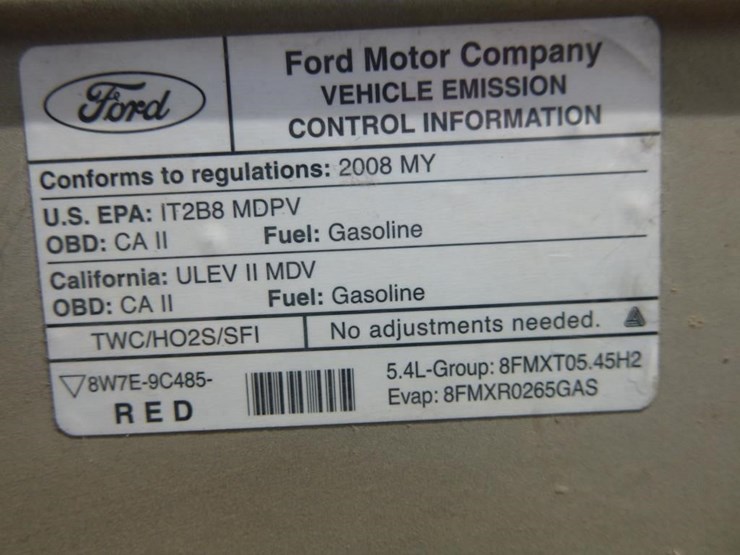 Ford
Ford Motor Company
VEHICLE EMISSION
CONTROL INFORMATION
Conforms to regulations: 2008 MY
U.S. EPA: IT2B8 MDPV
OBD: CA II Fuel: Gasoline
California: ULEV II MDV
OBD: CA II Fuel: Gasoline
TWC/HO2S/SFI No adjustments needed.
8W7E-9C485-
RED
5.4L-Group: 8FMXT05.45H2
Evap: 8FMXR0265GAS